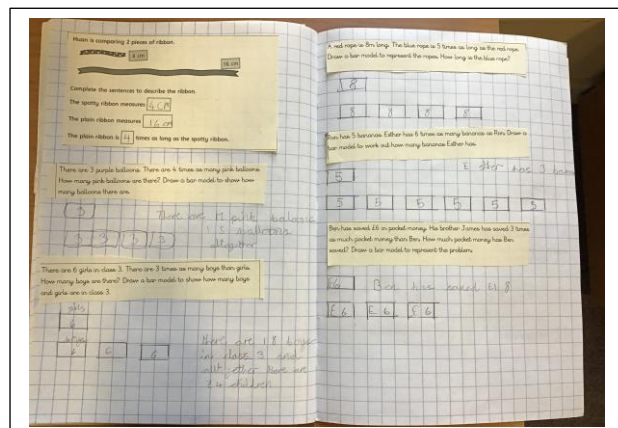 Huan is comparing 2 pieces of ribbon.
4 cm
16 cm
Complete the sentences to describe the ribbon.
The spotty ribbon measures 4 CM
The plain ribbon measures 16 cm
The plain ribbon is 4 times as long as the spotty ribbon.
There are 3 purple balloons. There are 4 times as many pink balloons.
How many pink balloons are there? Draw a bar model to show how
many balloons there are.
3
There are pink
3 3 3 3
There are 6 girls in class 3. There are 3 times as many boys than girls.
How many boys are there? Draw a bar model to show how many boys
and girls are in class 3.
girls
6
boys
6 6 6
there are 18 boys
in class 3 and
there are
children
A red rope is 8m long. The blue rope is 5 times as long as the red rope.
Draw a bar model to represent the ropes. How long is the blue rope?
8
8 8 8 8
Ron has 5 bananas. Esther has 6 times as many bananas as Ron. Draw a
bar model to work out how many bananas Esther has.
5
has 3
5 5 5 5 5 5
Ben has saved £6 in pocket money. His brother James has saved 3 times
as much pocket money than Ben. How much pocket money has Ben
saved? Draw a bar model to represent the problem.
£6
has saved £18
£6 £6 £6